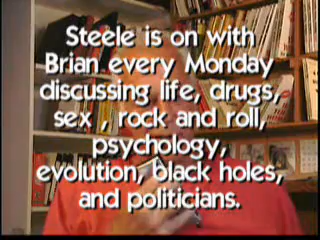 Steele is on with
Brian every Monday
discussing life, drugs,
sex , rock and roll,
psychology,
evolution, black holes,
and politicians.